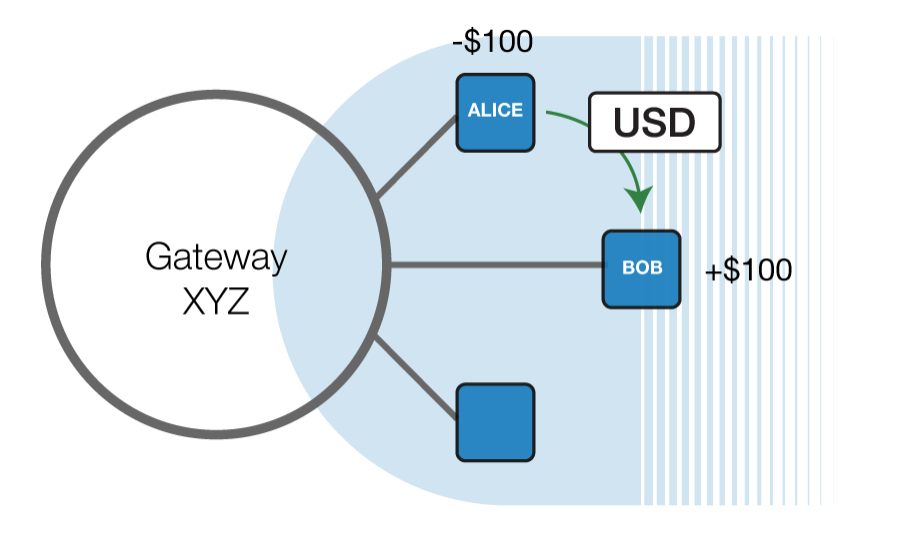 -$100
ALICE
USD
Gateway
XYZ
BOB
+$100